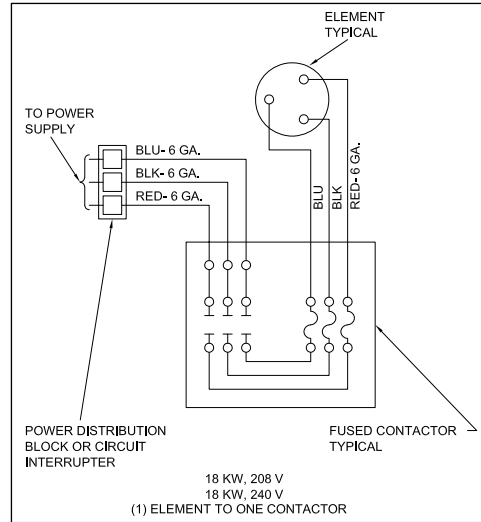 ELEMENT
TYPICAL
TO POWER
SUPPLY
BLU- 6 GA.
BLK- 6 GA.
RED- 6 GA.
BLU
BLK
RED- 6 GA.
POWER DISTRIBUTION
BLOCK OR CIRCUIT
INTERRUPTER
FUSED CONTACTOR
TYPICAL
18 KW, 208 V
18 KW, 240 V
(1) ELEMENT TO ONE CONTACTOR